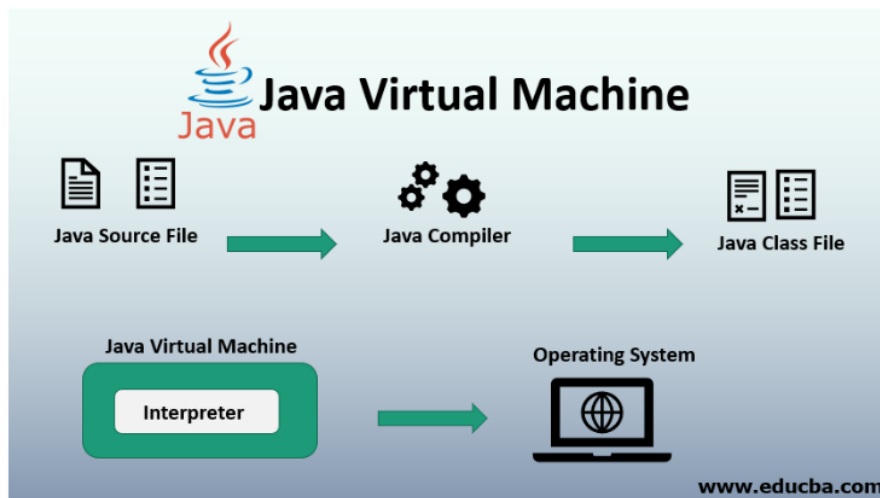 Java
Java Virtual Machine
Java Source File
Java Compiler
Java Class File
Java Virtual Machine
Interpreter
Operating System
www.educba.com